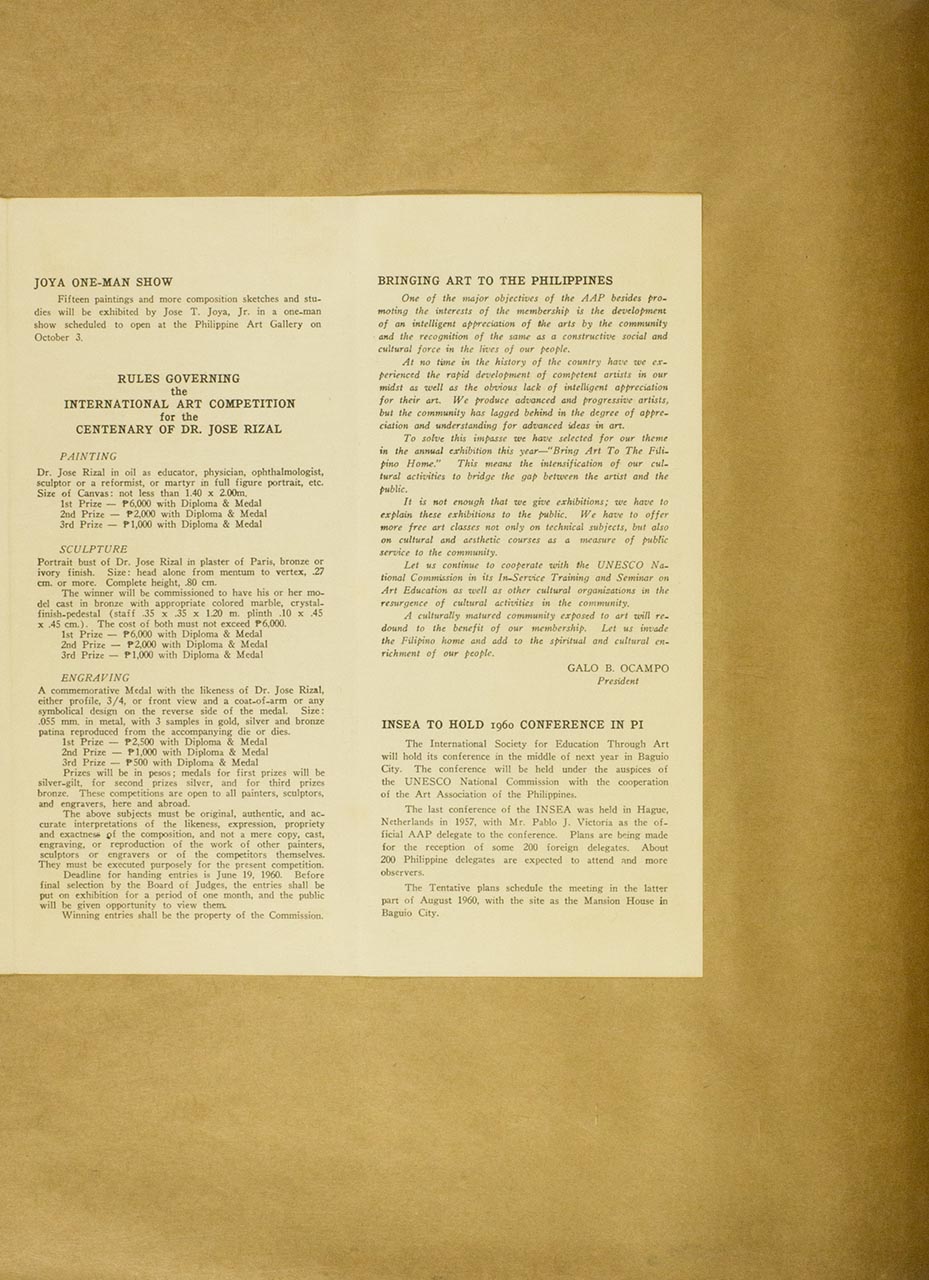 JOYA ONE-MAN SHOW
Fifteen paintings and more composition sketches and stu-
dies will be exhibited by Jose T. Joya, Jr. in a one-man
show scheduled to open at the Philippine Art Gallery on
October 3.
RULES GOVERNING
the
INTERNATIONAL ART COMPETITION
for the
CENTENARY OF DR. JOSE RIZAL
PAINTING
Dr. Jose Rizal in oil as educator, physician, ophthalmologist,
sculptor or a reformist, or martyr in full figure portrait, etc.
Size of Canvas: not less than 1.40 x 2.00m.
1st Prize — ₱6,000 with Diploma & Medal
2nd Prize — ₱2,000 with Diploma & Medal
3rd Prize — ₱1,000 with Diploma & Medal
SCULPTURE
Portrait bust of Dr. Jose Rizal in plaster of Paris, bronze or
ivory finish. Size: head alone from mentum to vertex, .27
cm. or more. Complete height, .80 cm.
The winner will be commissioned to have his or her mo-
del cast in bronze with appropriate colored marble, crystal-
finish-pedestal (staff .35 x .35 x 1.20 m. plinth .10 x .45
x .45 cm.). The cost of both must not exceed ₱6,000.
1st Prize — ₱6,000 with Diploma & Medal
2nd Prize — ₱2,000 with Diploma & Medal
3rd Prize — ₱1,000 with Diploma & Medal
ENGRAVING
A commemorative Medal with the likeness of Dr. Jose Rizal,
either profile, 3/4, or front view and a coat-of-arm or any
symbolical design on the reverse side of the medal. Size:
.055 mm. in metal, with 3 samples in gold, silver and bronze
patina reproduced from the accompanying die or dies.
1st Prize — ₱2,500 with Diploma & Medal
2nd Prize — ₱1,000 with Diploma & Medal
3rd Prize — ₱500 with Diploma & Medal
Prizes will be in pesos; medals for first prizes will be
silver-gilt, for second prizes silver, and for third prizes
bronze. These competitions are open to all painters, sculptors,
and engravers, here and abroad.
The above subjects must be original, authentic, and ac-
curate interpretations of the likeness, expression, propriety
and exactness of the composition, and not a mere copy, cast,
engraving, or reproduction of the work of other painters,
sculptors or engravers or of the competitors themselves.
They must be executed purposely for the present competition.
Deadline for handing entries is June 19, 1960. Before
final selection by the Board of Judges, the entries shall be
put on exhibition for a period of one month, and the public
will be given opportunity to view them.
Winning entries shall be the property of the Commission.
BRINGING ART TO THE PHILIPPINES
One of the major objectives of the AAP besides pro-
moting the interests of the membership is the development
of an intelligent appreciation of the arts by the community
and the recognition of the same as a constructive social and
cultural force in the lives of our people.
At no time in the history of the country have we ex-
perienced the rapid development of competent artists in our
midst as well as the obvious lack of intelligent appreciation
for their art. We produce advanced and progressive artists,
but the community has lagged behind in the degree of appre-
ciation and understanding for advanced ideas in art.
To solve this impasse we have selected for our theme
in the annual exhibition this year—"Bring Art To The Fili-
pino Home." This means the intensification of our cul-
tural activities to bridge the gap between the artist and the
public.
It is not enough that we give exhibitions; we have to
explain these exhibitions to the public. We have to offer
more free art classes not only on technical subjects, but also
on cultural and aesthetic courses as a measure of public
service to the community.
Let us continue to cooperate with the UNESCO Na-
tional Commission in its In-Service Training and Seminar on
Art Education as well as other cultural organizations in the
resurgence of cultural activities in the community.
A culturally matured community exposed to art will re-
dound to the benefit of our membership. Let us invade
the Filipino home and add to the spiritual and cultural en-
richment of our people.
GALO B. OCAMPO
President
INSEA TO HOLD 1960 CONFERENCE IN PI
The International Society for Education Through Art
will hold its conference in the middle of next year in Baguio
City. The conference will be held under the auspices of
the UNESCO National Commission with the cooperation
of the Art Association of the Philippines.
The last conference of the INSEA was held in Hague,
Netherlands in 1957, with Mr. Pablo J. Victoria as the of-
ficial AAP delegate to the conference. Plans are being made
for the reception of some 200 foreign delegates. About
200 Philippine delegates are expected to attend and more
observers.
The Tentative plans schedule the meeting in the latter
part of August 1960, with the site as the Mansion House in
Baguio City.